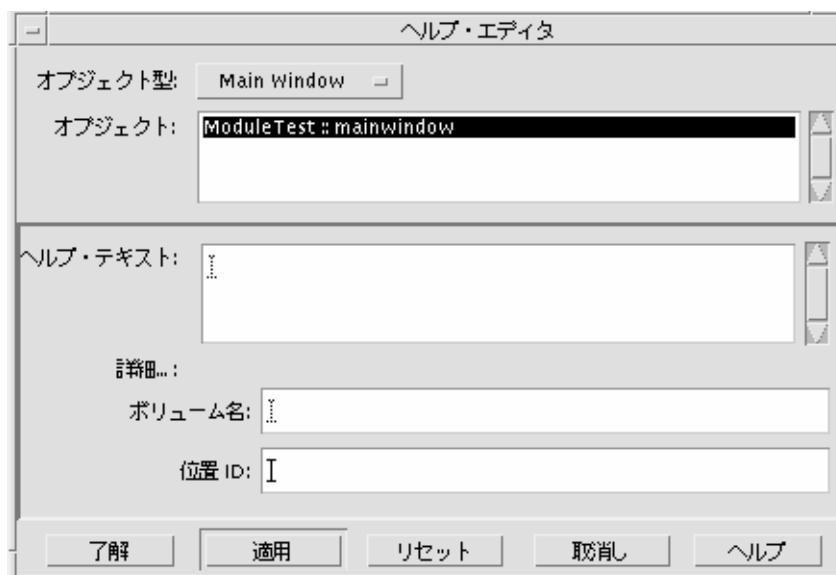 ヘルプ・エディタ
オブジェクト型: Main Window
オブジェクト: ModuleTest :: mainwindow
ヘルプ・テキスト:
詳細... :
ボリューム名:
位置 ID:
了解 適用 リセット 取消し ヘルプ